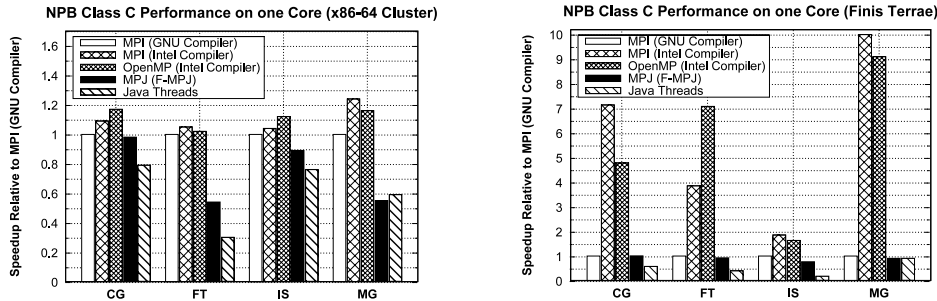 NPB Class C Performance on one Core (x86-64 Cluster)
Speedup Relative to MPI (GNU Compiler)
1.6
1.4
1.2
1
0.8
0.6
0.4
0.2
0
MPI (GNU Compiler)
MPI (Intel Compiler)
OpenMP (Intel Compiler)
MPJ (F-MPJ)
Java Threads
CG FT IS MG
NPB Class C Performance on one Core (Finis Terrae)
Speedup Relative to MPI (GNU Compiler)
10
9
8
7
6
5
4
3
2
1
0
MPI (GNU Compiler)
MPI (Intel Compiler)
OpenMP (Intel Compiler)
MPJ (F-MPJ)
Java Threads
CG FT IS MG